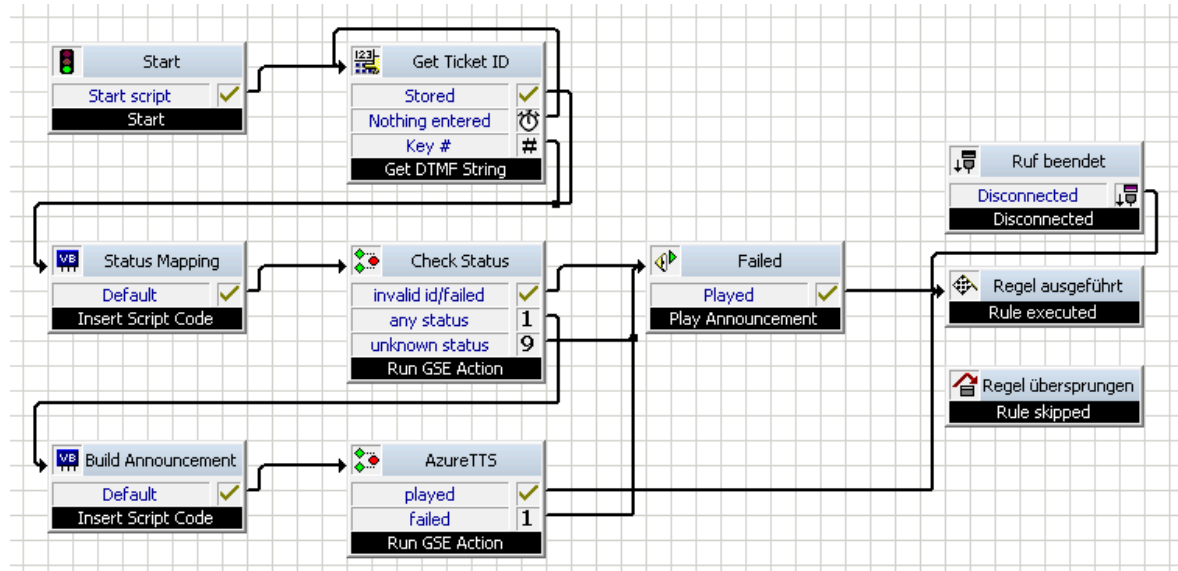 Start
Start script
Start
123
Get Ticket ID
Stored
Nothing entered
Key # #
Get DTMF String
Ruf beendet
Disconnected
Disconnected
VB Status Mapping
Default
Insert Script Code
Check Status
invalid id/failed
any status 1
unknown status 9
Run GSE Action
Failed
Played
Play Announcement
Regel ausgeführt
Rule executed
Regel übersprungen
Rule skipped
VB Build Announcement
Default
Insert Script Code
AzureTTS
played
failed 1
Run GSE Action